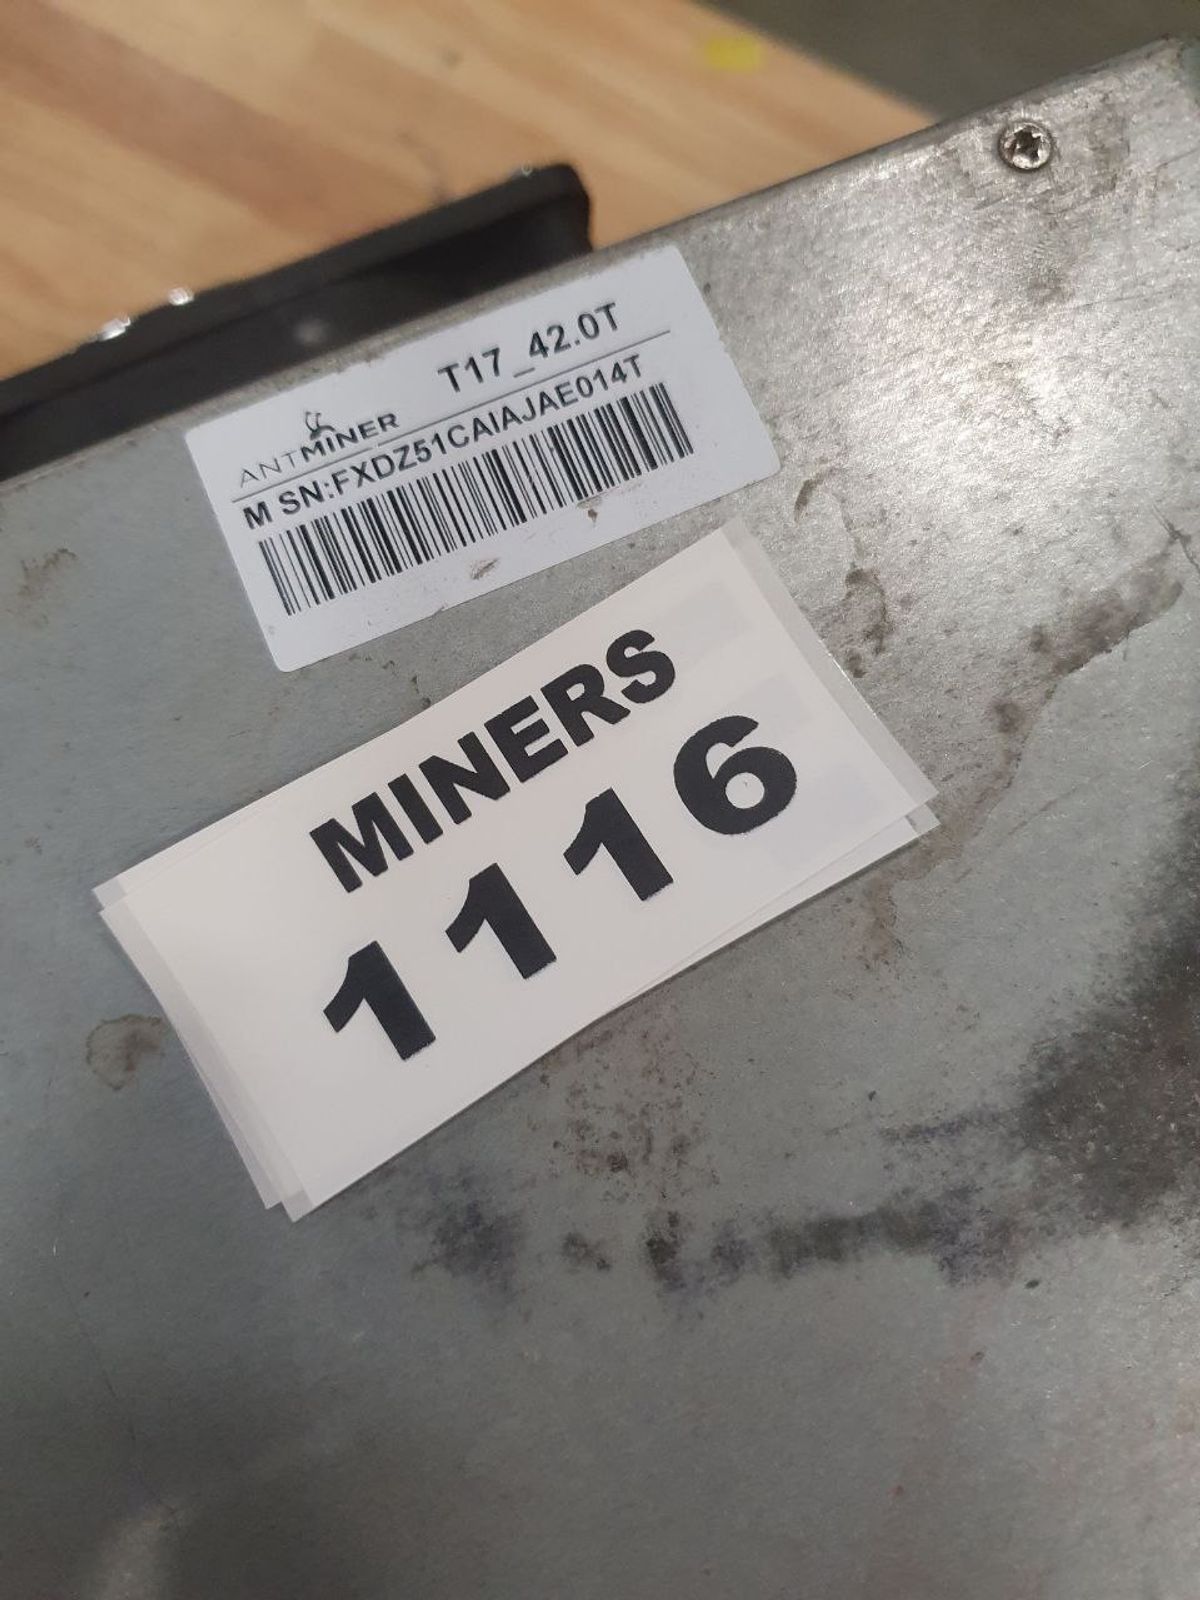 ANTMINER T17_42.0T
M SN:FXDZ51CAIAJAE014T
MINERS
1116